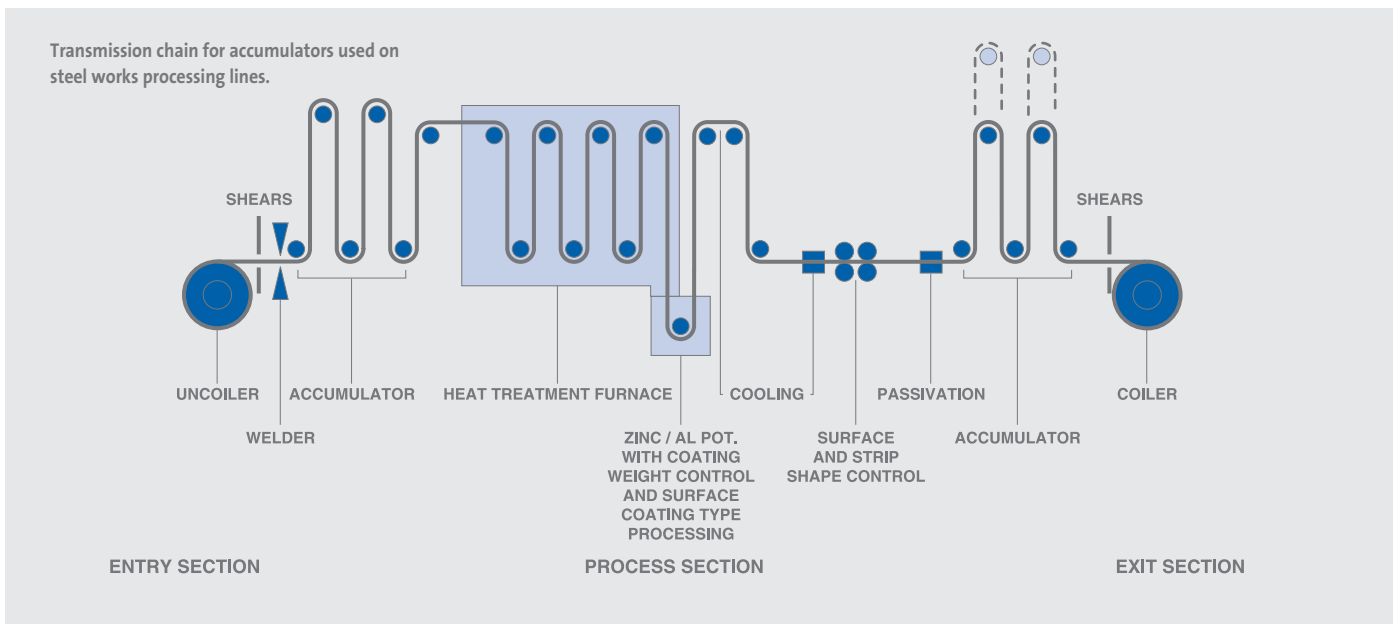 Transmission chain for accumulators used on
steel works processing lines.
SHEARS
SHEARS
UNCOILER
ACCUMULATOR
HEAT TREATMENT FURNACE
COOLING
PASSIVATION
COILER
WELDER
ZINC / AL POT.
WITH COATING
WEIGHT CONTROL
AND SURFACE
COATING TYPE
PROCESSING
SURFACE
AND STRIP
SHAPE CONTROL
ACCUMULATOR
ENTRY SECTION
PROCESS SECTION
EXIT SECTION